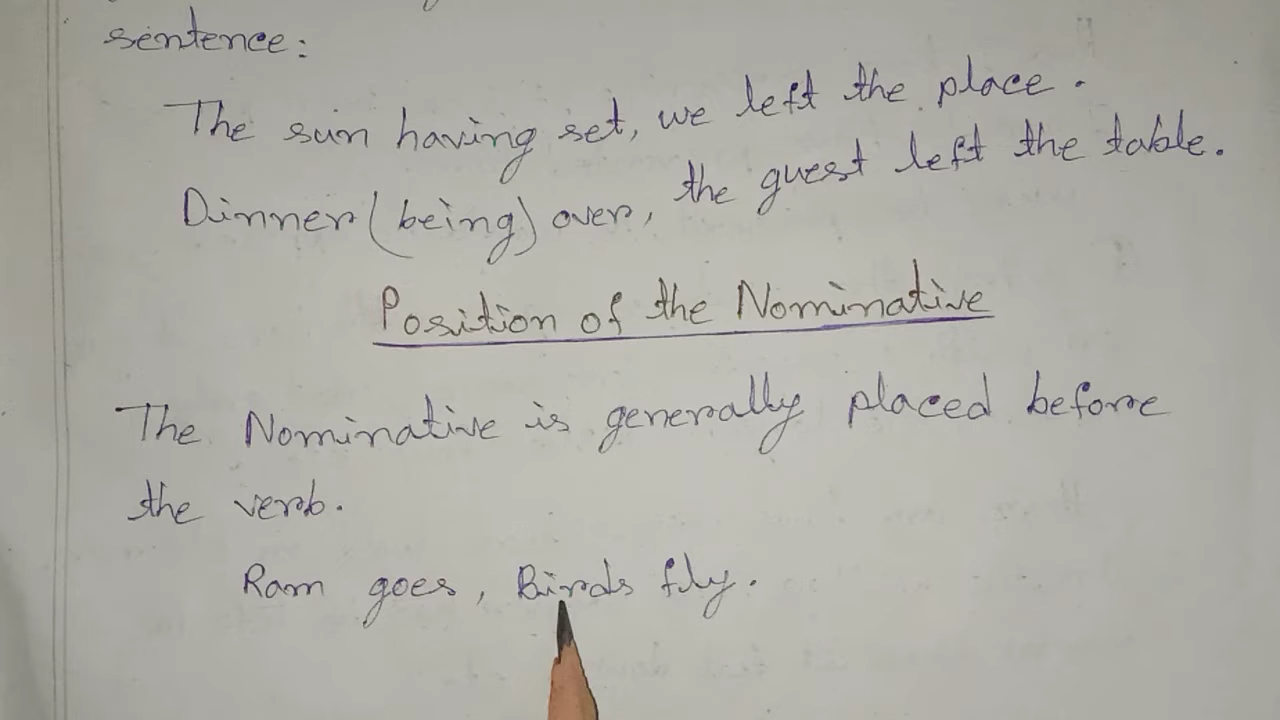 sentence:
The sun having set, we left the place.
Dinner (being) over, the guest left the table.
Position of the Nominative
The Nominative is generally placed before
the verb.
Ram goes, Birds fly.